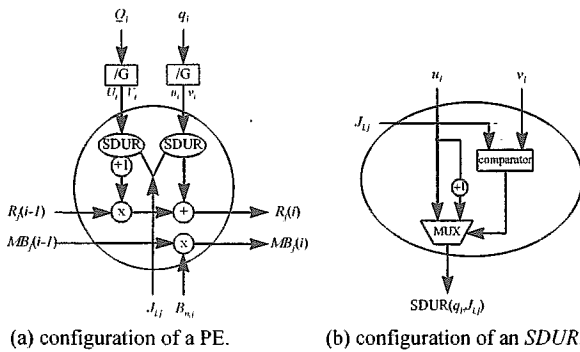 Q_i q_i
/G /G
U_i V_i u_i v_i
SDUR SDUR
+1
R_j(i-1) x + R_j(i)
MB_j(i-1) x MB_j(i)
J_i,j B_n,i
(a) configuration of a PE.
u_i v_i
J_i,j
comparator
+1
MUX
SDUR(q_i,J_i,j)
(b) configuration of an SDUR